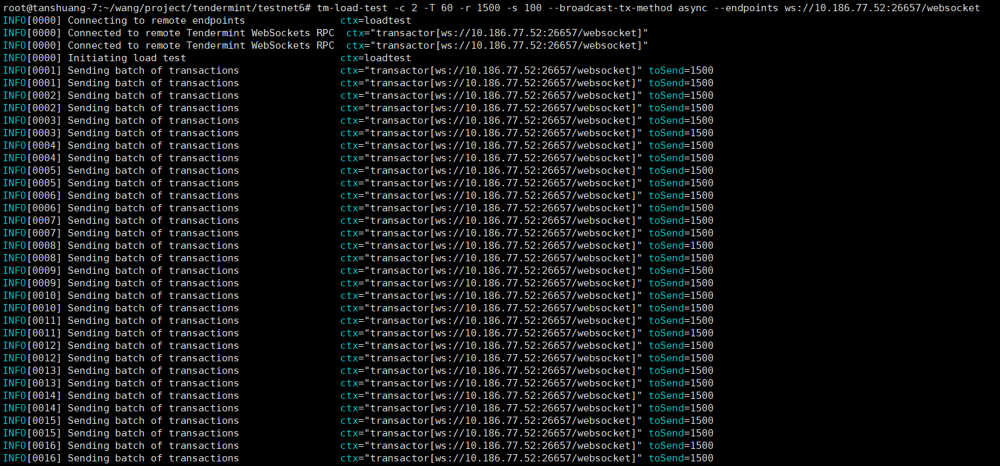 root@tanshuang-7:~/wang/project/tendermint/testnet6# tm-load-test -c 2 -T 60 -r 1500 -s 100 --broadcast-tx-method async --endpoints ws://10.186.77.52:26657/websocket
INFO[0000] Connecting to remote endpoints                ctx=loadtest
INFO[0000] Connected to remote Tendermint WebSockets RPC  ctx="transactor[ws://10.186.77.52:26657/websocket]"
INFO[0000] Connected to remote Tendermint WebSockets RPC  ctx="transactor[ws://10.186.77.52:26657/websocket]"
INFO[0000] Initiating load test                          ctx=loadtest
INFO[0001] Sending batch of transactions                 ctx="transactor[ws://10.186.77.52:26657/websocket]" toSend=1500
INFO[0001] Sending batch of transactions                 ctx="transactor[ws://10.186.77.52:26657/websocket]" toSend=1500
INFO[0002] Sending batch of transactions                 ctx="transactor[ws://10.186.77.52:26657/websocket]" toSend=1500
INFO[0002] Sending batch of transactions                 ctx="transactor[ws://10.186.77.52:26657/websocket]" toSend=1500
INFO[0003] Sending batch of transactions                 ctx="transactor[ws://10.186.77.52:26657/websocket]" toSend=1500
INFO[0003] Sending batch of transactions                 ctx="transactor[ws://10.186.77.52:26657/websocket]" toSend=1500
INFO[0004] Sending batch of transactions                 ctx="transactor[ws://10.186.77.52:26657/websocket]" toSend=1500
INFO[0004] Sending batch of transactions                 ctx="transactor[ws://10.186.77.52:26657/websocket]" toSend=1500
INFO[0005] Sending batch of transactions                 ctx="transactor[ws://10.186.77.52:26657/websocket]" toSend=1500
INFO[0005] Sending batch of transactions                 ctx="transactor[ws://10.186.77.52:26657/websocket]" toSend=1500
INFO[0006] Sending batch of transactions                 ctx="transactor[ws://10.186.77.52:26657/websocket]" toSend=1500
INFO[0006] Sending batch of transactions                 ctx="transactor[ws://10.186.77.52:26657/websocket]" toSend=1500
INFO[0007] Sending batch of transactions                 ctx="transactor[ws://10.186.77.52:26657/websocket]" toSend=1500
INFO[0007] Sending batch of transactions                 ctx="transactor[ws://10.186.77.52:26657/websocket]" toSend=1500
INFO[0008] Sending batch of transactions                 ctx="transactor[ws://10.186.77.52:26657/websocket]" toSend=1500
INFO[0008] Sending batch of transactions                 ctx="transactor[ws://10.186.77.52:26657/websocket]" toSend=1500
INFO[0009] Sending batch of transactions                 ctx="transactor[ws://10.186.77.52:26657/websocket]" toSend=1500
INFO[0009] Sending batch of transactions                 ctx="transactor[ws://10.186.77.52:26657/websocket]" toSend=1500
INFO[0010] Sending batch of transactions                 ctx="transactor[ws://10.186.77.52:26657/websocket]" toSend=1500
INFO[0010] Sending batch of transactions                 ctx="transactor[ws://10.186.77.52:26657/websocket]" toSend=1500
INFO[0011] Sending batch of transactions                 ctx="transactor[ws://10.186.77.52:26657/websocket]" toSend=1500
INFO[0011] Sending batch of transactions                 ctx="transactor[ws://10.186.77.52:26657/websocket]" toSend=1500
INFO[0012] Sending batch of transactions                 ctx="transactor[ws://10.186.77.52:26657/websocket]" toSend=1500
INFO[0012] Sending batch of transactions                 ctx="transactor[ws://10.186.77.52:26657/websocket]" toSend=1500
INFO[0013] Sending batch of transactions                 ctx="transactor[ws://10.186.77.52:26657/websocket]" toSend=1500
INFO[0013] Sending batch of transactions                 ctx="transactor[ws://10.186.77.52:26657/websocket]" toSend=1500
INFO[0014] Sending batch of transactions                 ctx="transactor[ws://10.186.77.52:26657/websocket]" toSend=1500
INFO[0014] Sending batch of transactions                 ctx="transactor[ws://10.186.77.52:26657/websocket]" toSend=1500
INFO[0015] Sending batch of transactions                 ctx="transactor[ws://10.186.77.52:26657/websocket]" toSend=1500
INFO[0015] Sending batch of transactions                 ctx="transactor[ws://10.186.77.52:26657/websocket]" toSend=1500
INFO[0016] Sending batch of transactions                 ctx="transactor[ws://10.186.77.52:26657/websocket]" toSend=1500
INFO[0016] Sending batch of transactions                 ctx="transactor[ws://10.186.77.52:26657/websocket]" toSend=1500